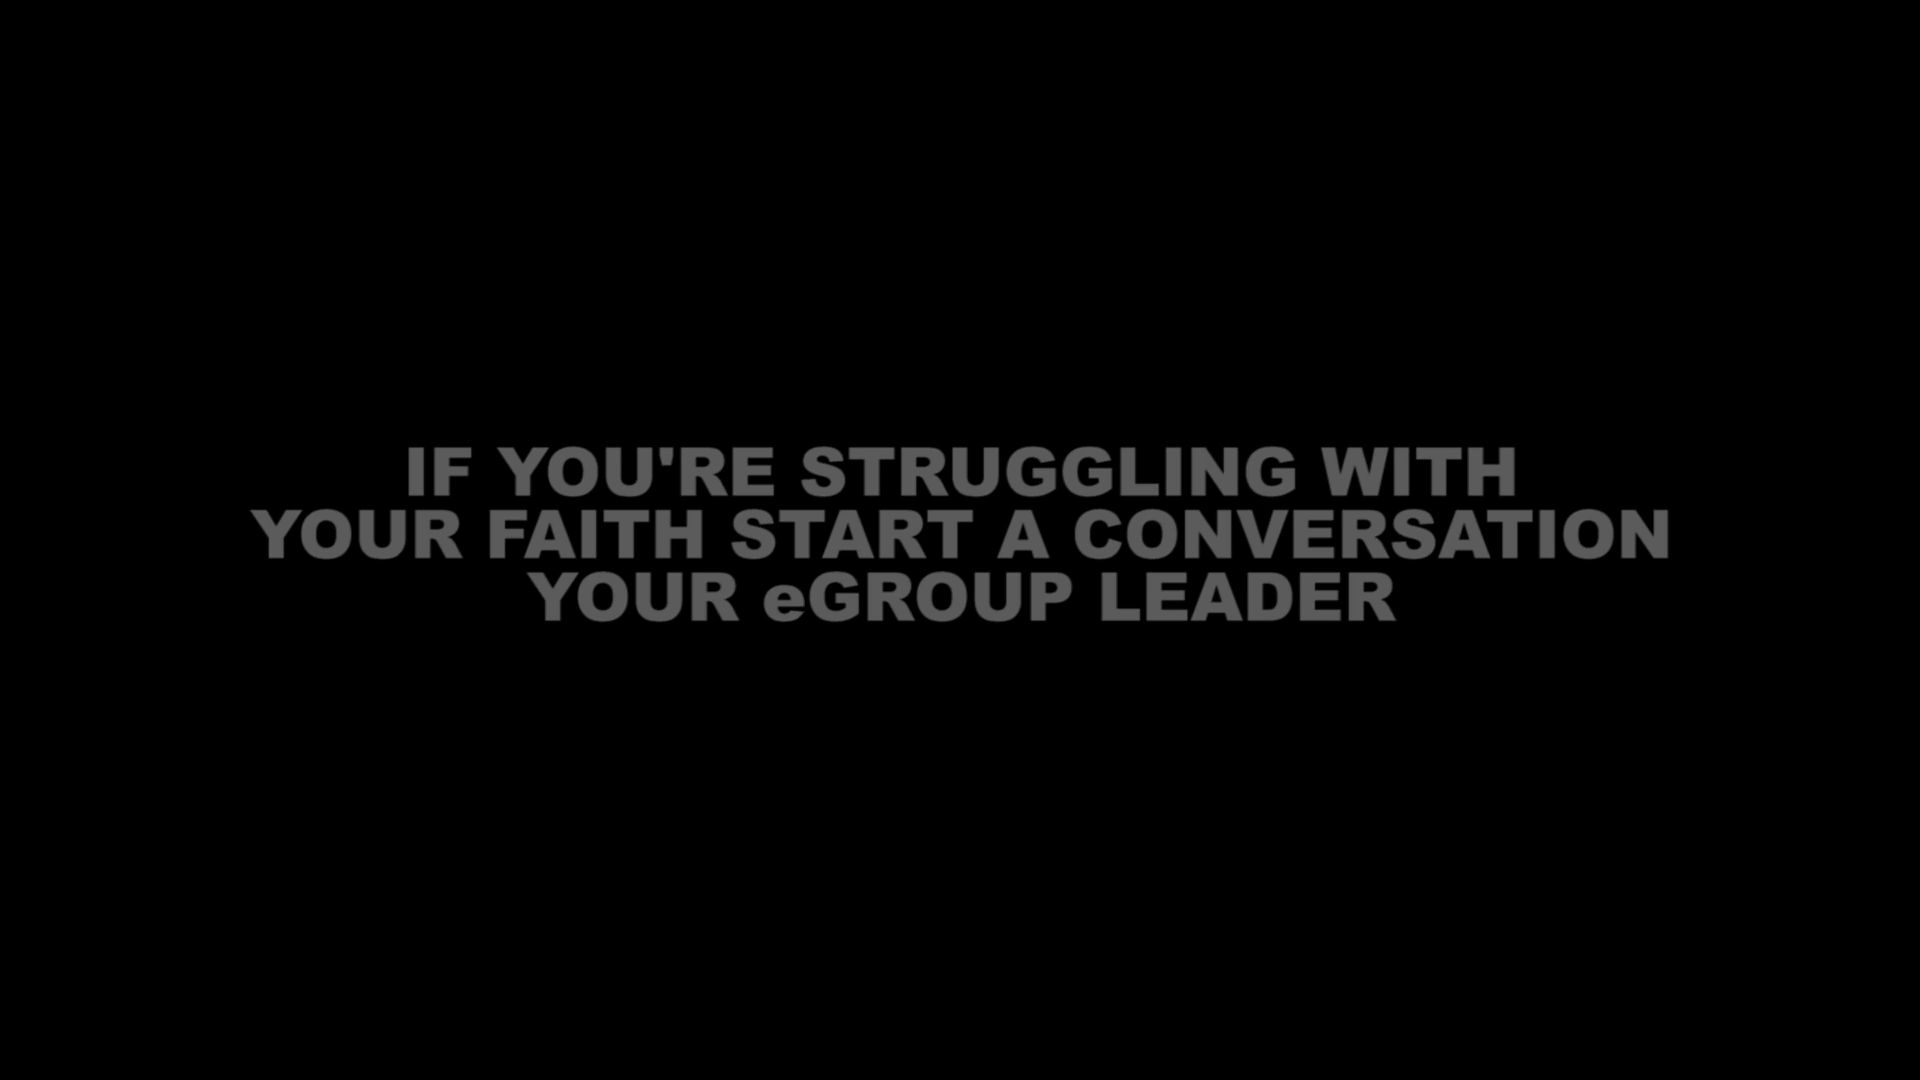 IF YOU'RE STRUGGLING WITH
YOUR FAITH START A CONVERSATION
YOUR eGROUP LEADER